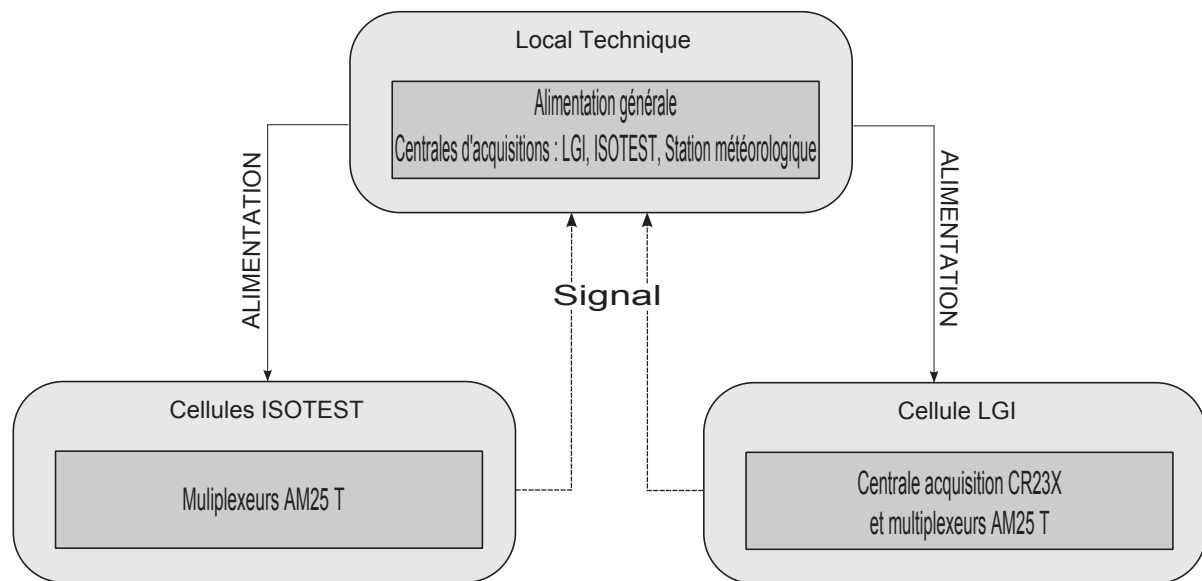 Local Technique
Alimentation générale
Centrales d'acquisitions : LGI, ISOTEST, Station météorologique
ALIMENTATION
ALIMENTATION
Signal
Cellules ISOTEST
Muliplexeurs AM25 T
Cellule LGI
Centrale acquisition CR23X
et multiplexeurs AM25 T